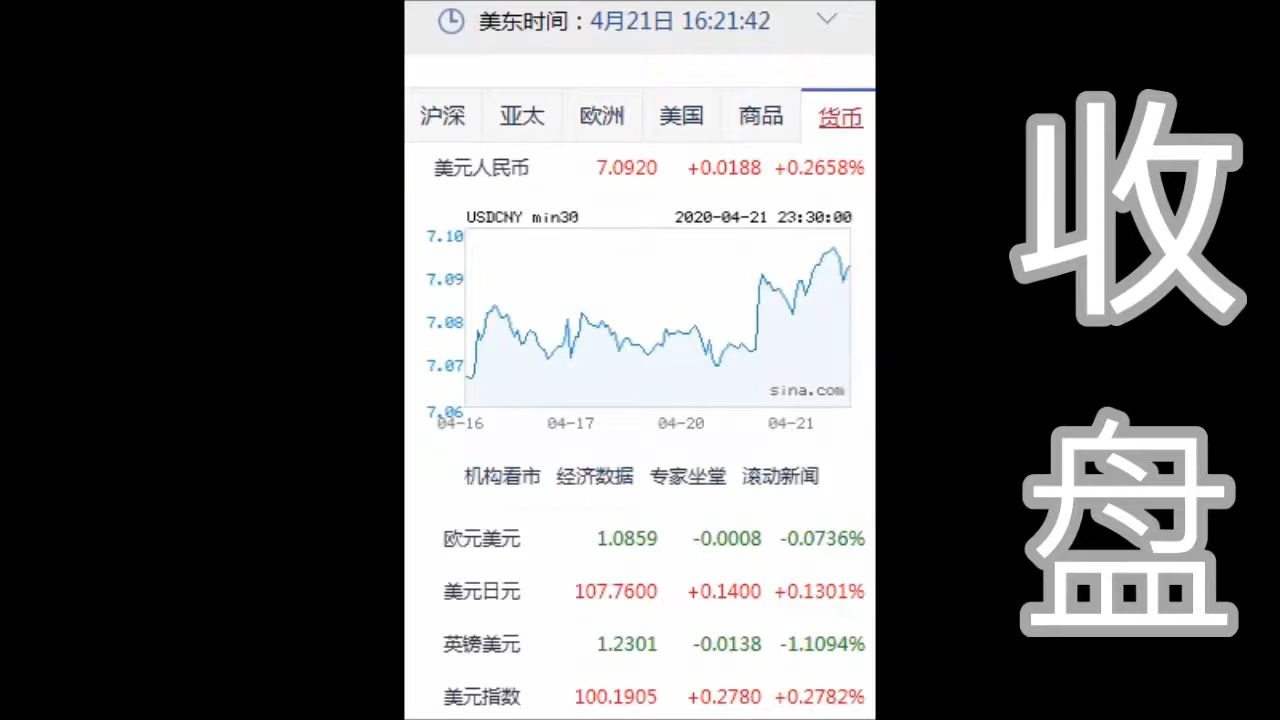 美东时间：4月21日 16:21:42
沪深 亚太 欧洲 美国 商品 货币
美元人民币 7.0920 +0.0188 +0.2658%
USDCNY min30 2020-04-21 23:30:00
7.10
7.09
7.08
7.07
7.06
sina.com
04-16 04-17 04-20 04-21
机构看市 经济数据 专家坐堂 滚动新闻
欧元美元 1.0859 -0.0008 -0.0736%
美元日元 107.7600 +0.1400 +0.1301%
英镑美元 1.2301 -0.0138 -1.1094%
美元指数 100.1905 +0.2780 +0.2782%
收
盘